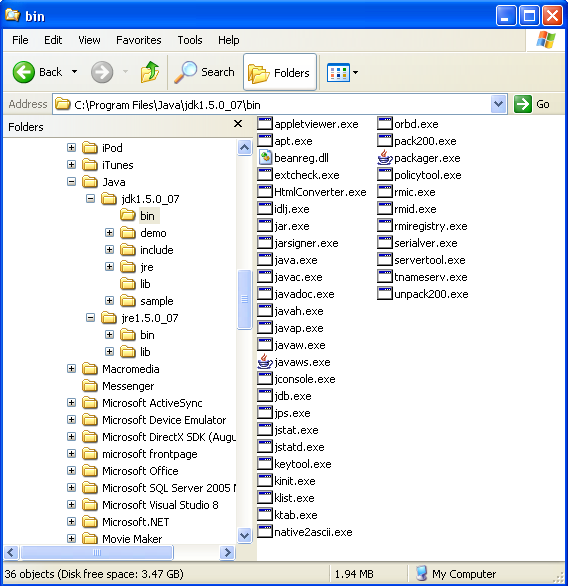 bin
File Edit View Favorites Tools Help
Back Search Folders
Address C:\Program Files\Java\jdk1.5.0_07\bin Go
Folders
iPod
iTunes
Java
jdk1.5.0_07
bin
demo
include
jre
lib
sample
jre1.5.0_07
bin
lib
Macromedia
Messenger
Microsoft ActiveSync
Microsoft Device Emulator
Microsoft DirectX SDK (Augu
microsoft frontpage
Microsoft Office
Microsoft SQL Server 2005 M
Microsoft Visual Studio 8
Microsoft.NET
Movie Maker
appletviewer.exe
apt.exe
beanreg.dll
extcheck.exe
HtmlConverter.exe
idlj.exe
jar.exe
jarsigner.exe
java.exe
javac.exe
javadoc.exe
javah.exe
javap.exe
javaw.exe
javaws.exe
jconsole.exe
jdb.exe
jps.exe
jstat.exe
jstatd.exe
keytool.exe
kinit.exe
klist.exe
ktab.exe
native2ascii.exe
orbd.exe
pack200.exe
packager.exe
policytool.exe
rmic.exe
rmid.exe
rmiregistry.exe
serialver.exe
servertool.exe
tnameserv.exe
unpack200.exe
36 objects (Disk free space: 3.47 GB) 1.94 MB My Computer